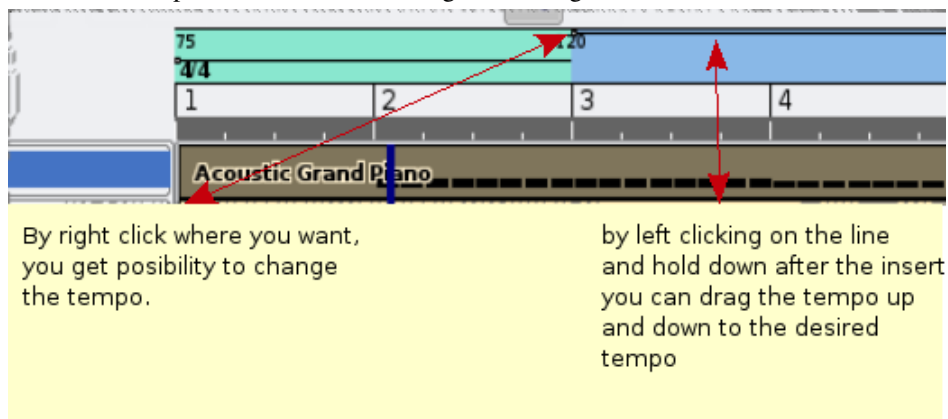 75 120
4/4
1 2 3 4
Acoustic Grand Piano
By right click where you want,
you get posibility to change
the tempo.
by left clicking on the line
and hold down after the insert
you can drag the tempo up
and down to the desired
tempo